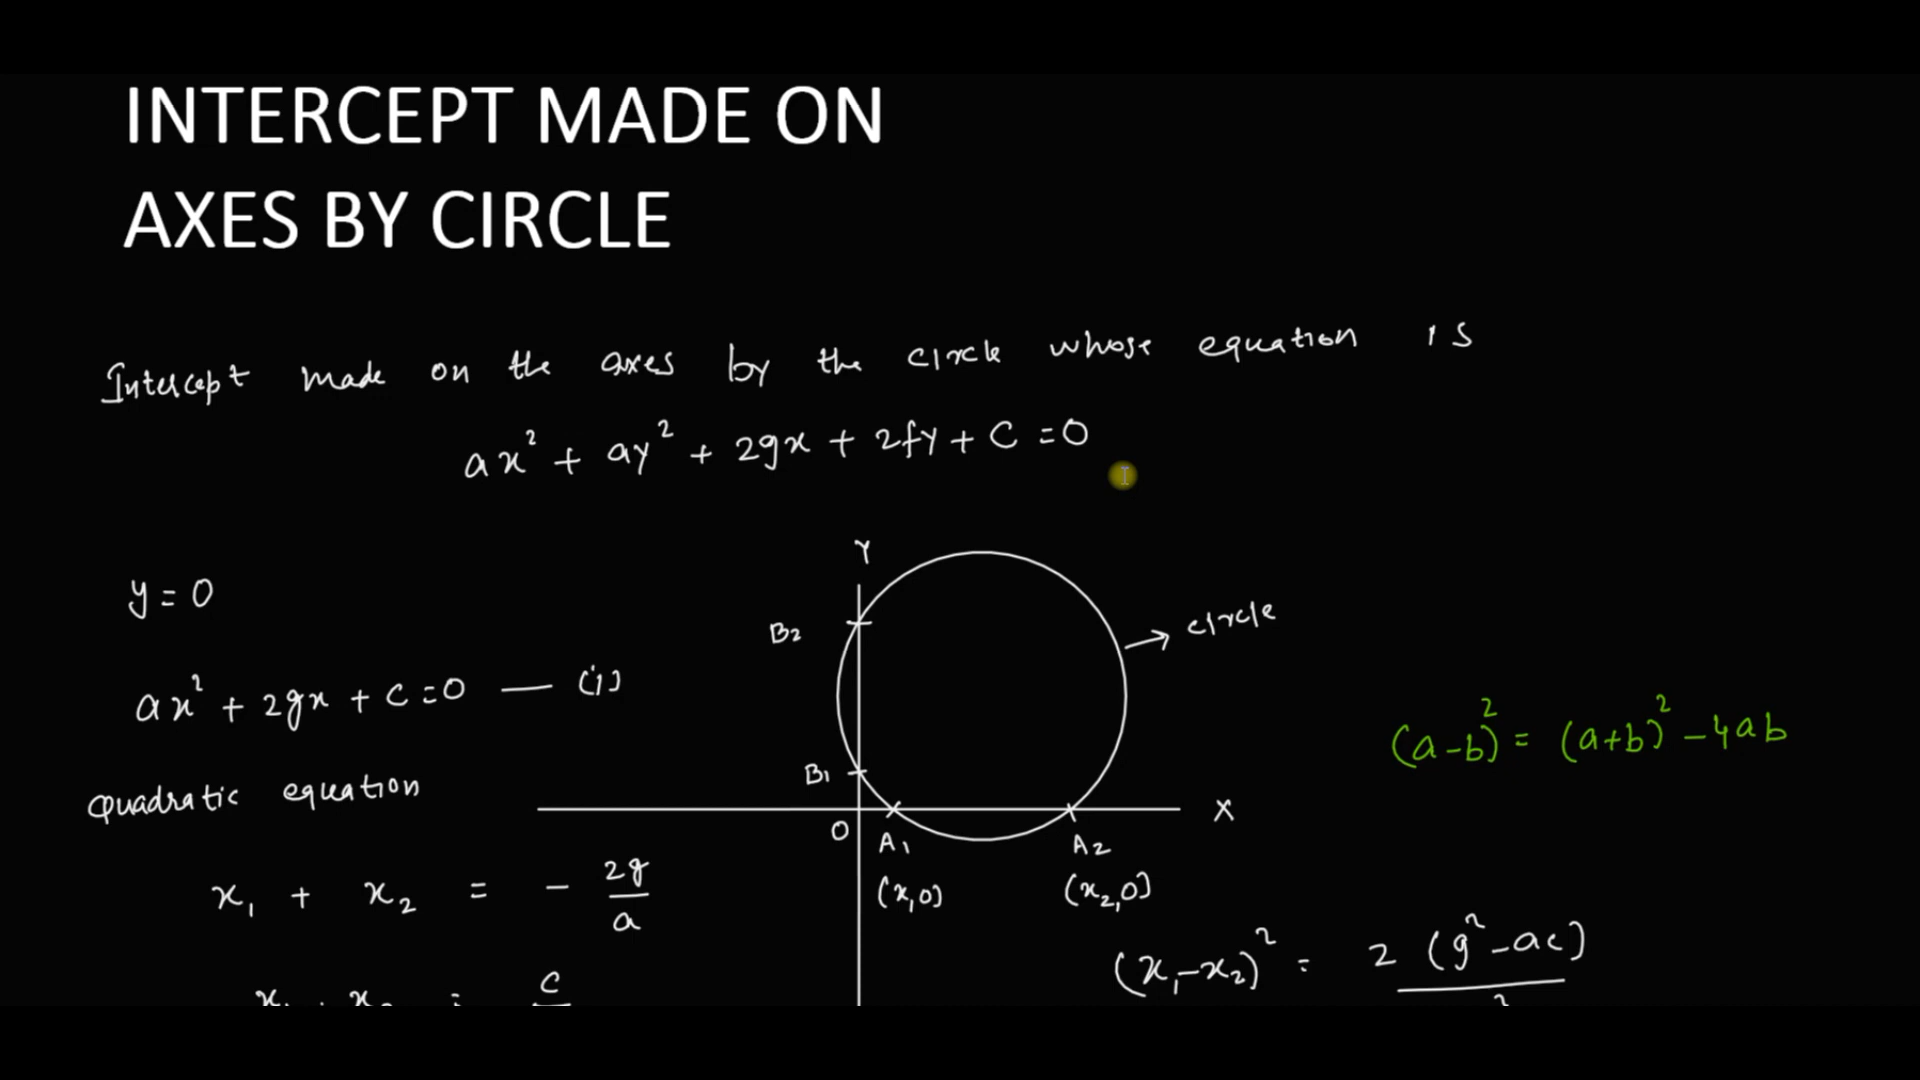 INTERCEPT MADE ON
AXES BY CIRCLE
Intercept made on the axes by the circle whose equation is
ax² + ay² + 2gx + 2fy + c = 0
Y
y = 0
B₂
→ circle
ax² + 2gx + c = 0 — (1)
(a-b)² = (a+b)² - 4ab
B₁
quadratic equation
X
O A₁ A₂
x₁ + x₂ = - 2g/a
(x₁,0) (x₂,0)
(x₁-x₂)² = 2 (g²-ac)
c